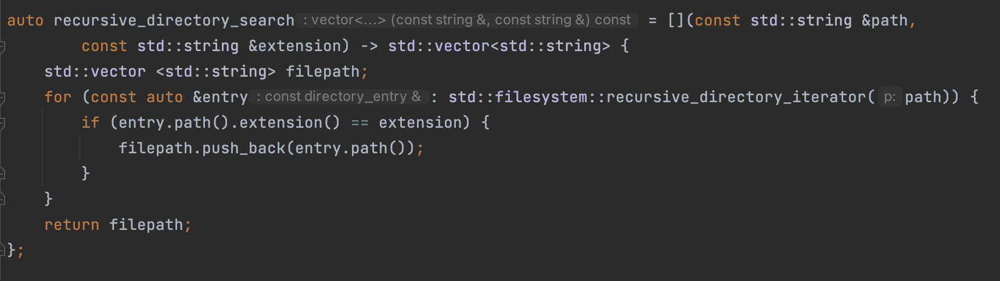 auto recursive_directory_search : vector<...> (const string &, const string &) const = [](const std::string &path,
        const std::string &extension) -> std::vector<std::string> {
    std::vector <std::string> filepath;
    for (const auto &entry : const directory_entry & : std::filesystem::recursive_directory_iterator( p: path)) {
        if (entry.path().extension() == extension) {
            filepath.push_back(entry.path());
        }
    }
    return filepath;
};